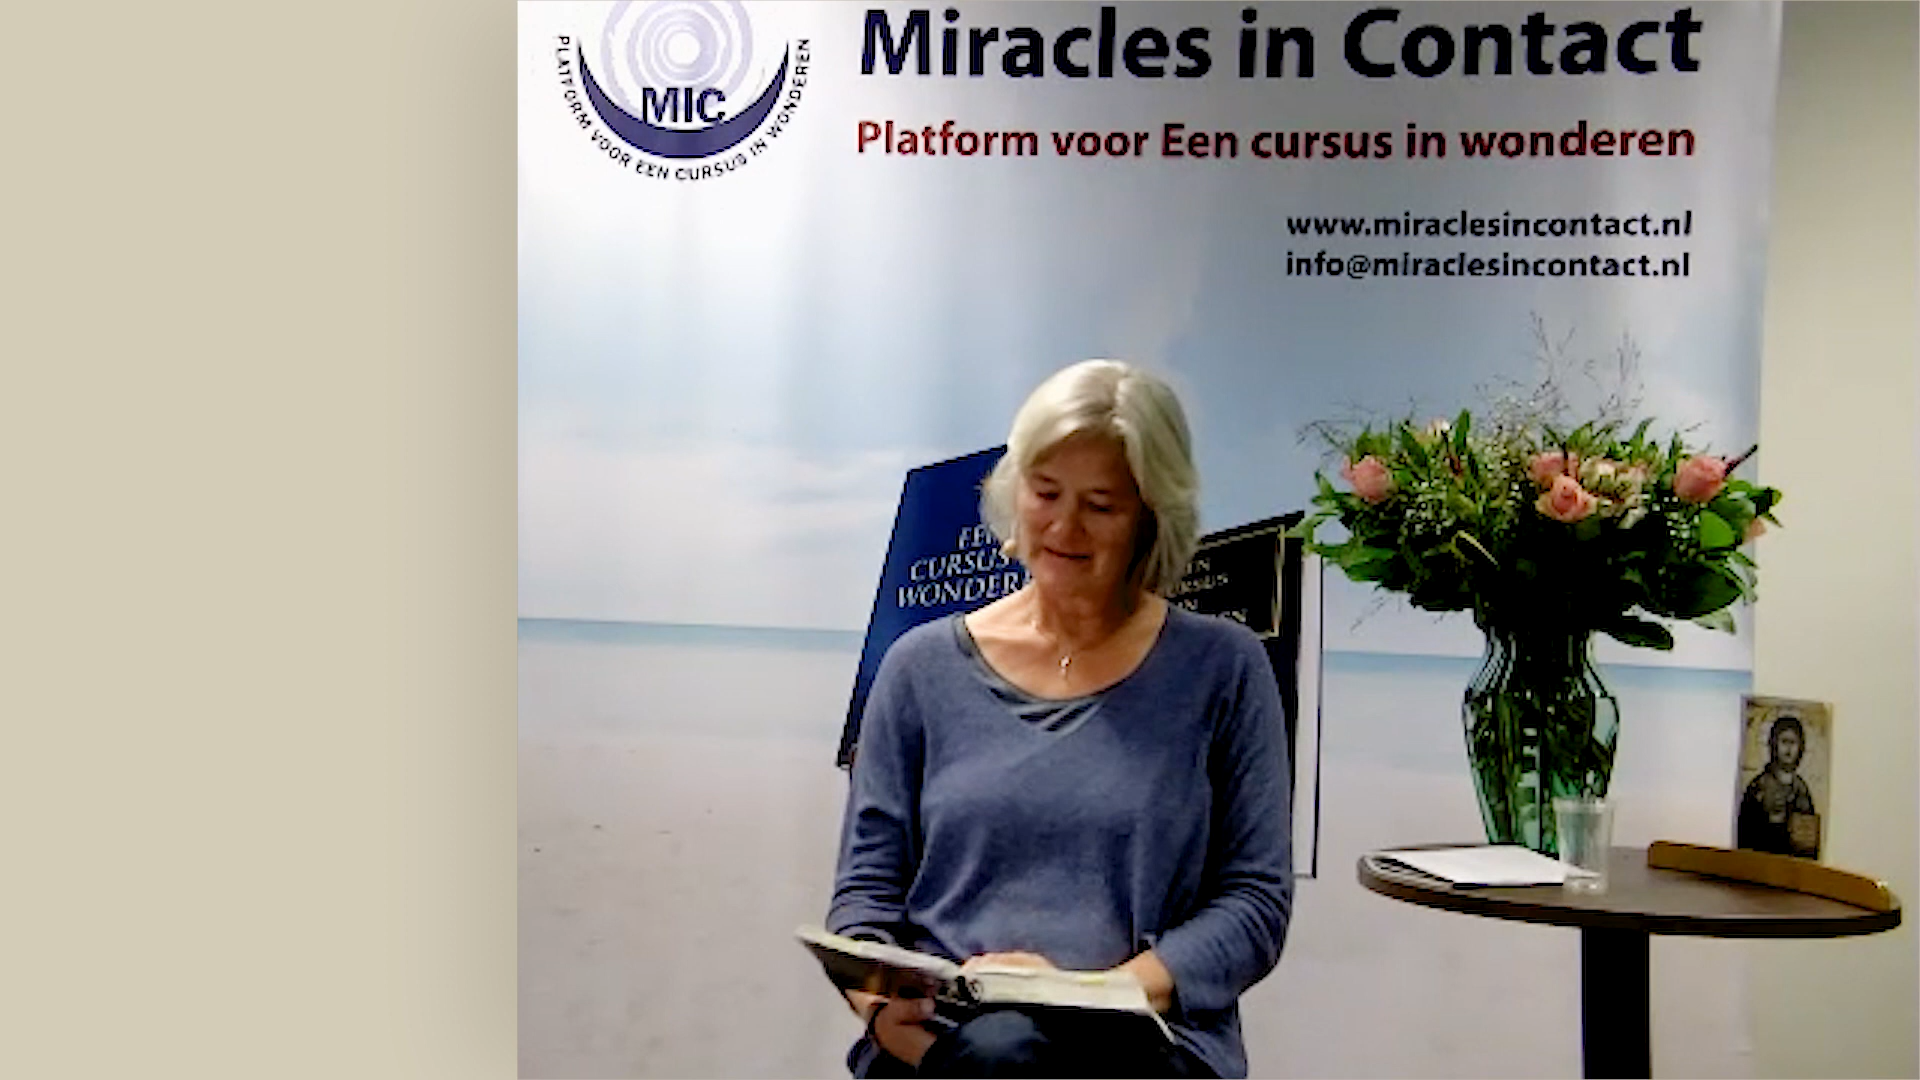 Miracles in Contact
Platform voor Een cursus in wonderen
www.miraclesincontact.nl
info@miraclesincontact.nl
MIC
PLATFORM VOOR EEN CURSUS IN WONDEREN
CURSUS
WONDER
CURSUS
IN